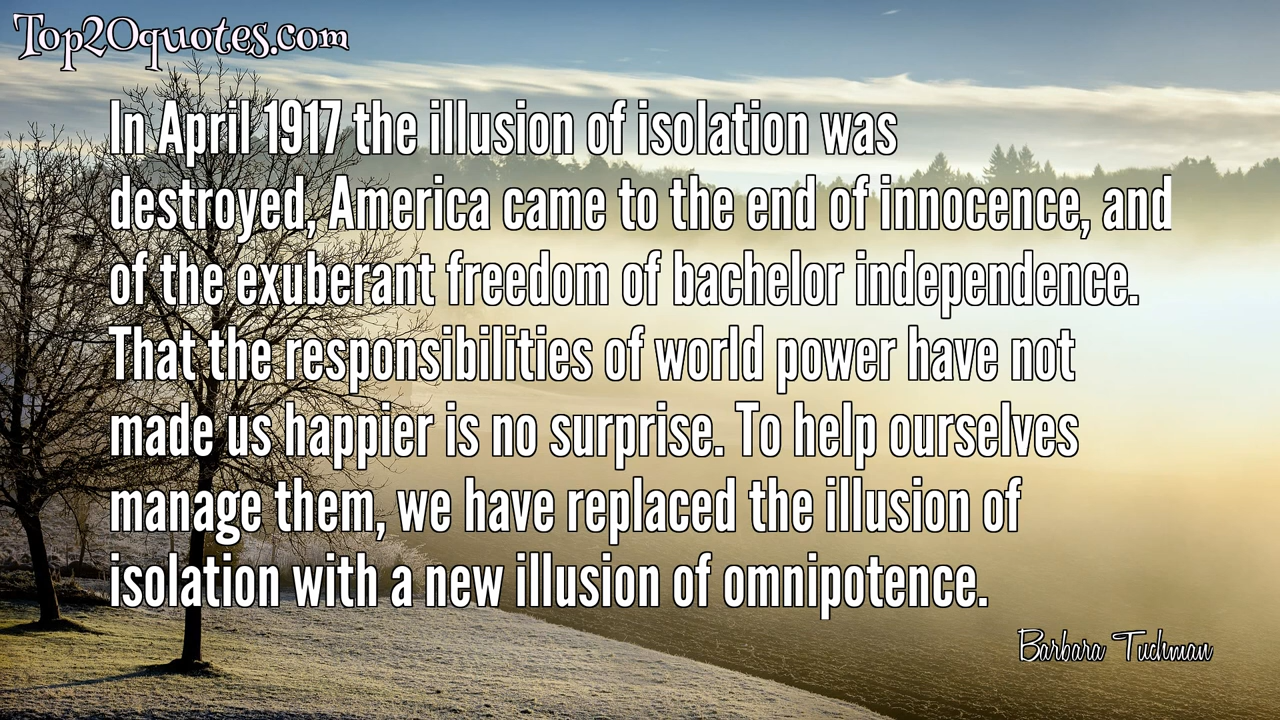 Top20quotes.com
In April 1917 the illusion of isolation was
destroyed, America came to the end of innocence, and
of the exuberant freedom of bachelor independence.
That the responsibilities of world power have not
made us happier is no surprise. To help ourselves
manage them, we have replaced the illusion of
isolation with a new illusion of omnipotence.
Barbara Tuchman